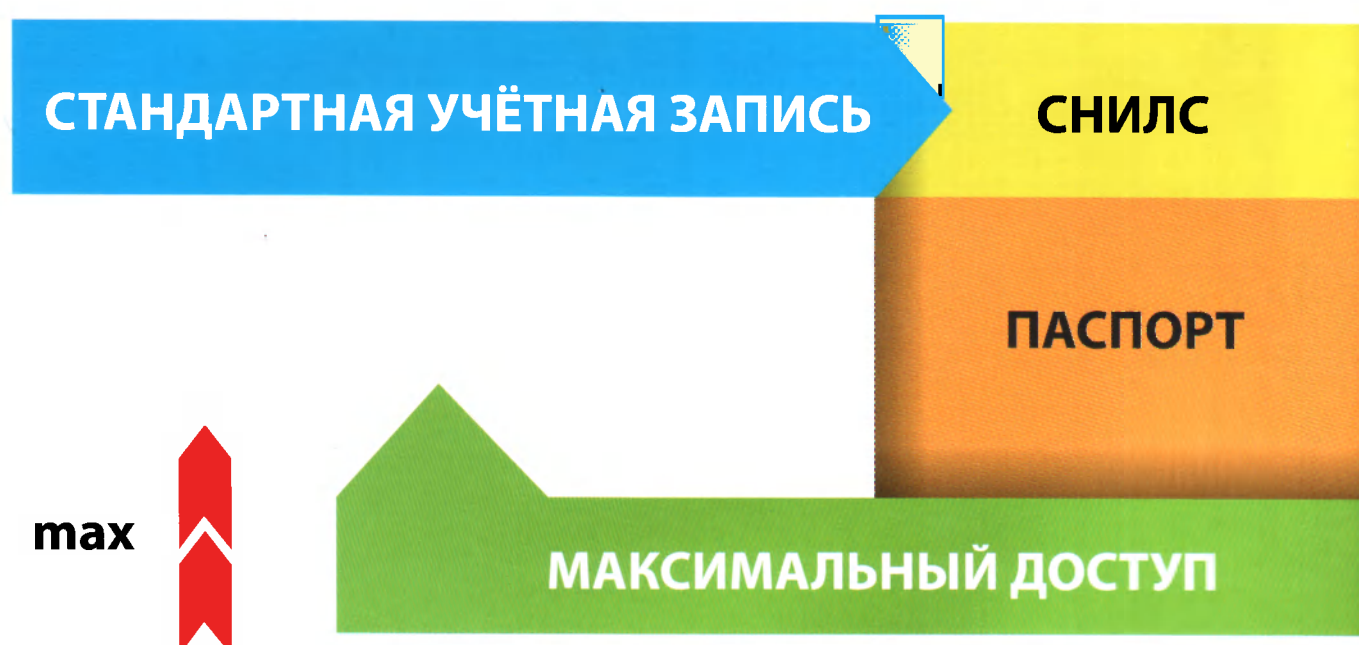 СТАНДАРТНАЯ УЧЁТНАЯ ЗАПИСЬ
СНИЛС
ПАСПОРТ
max
МАКСИМАЛЬНЫЙ ДОСТУП